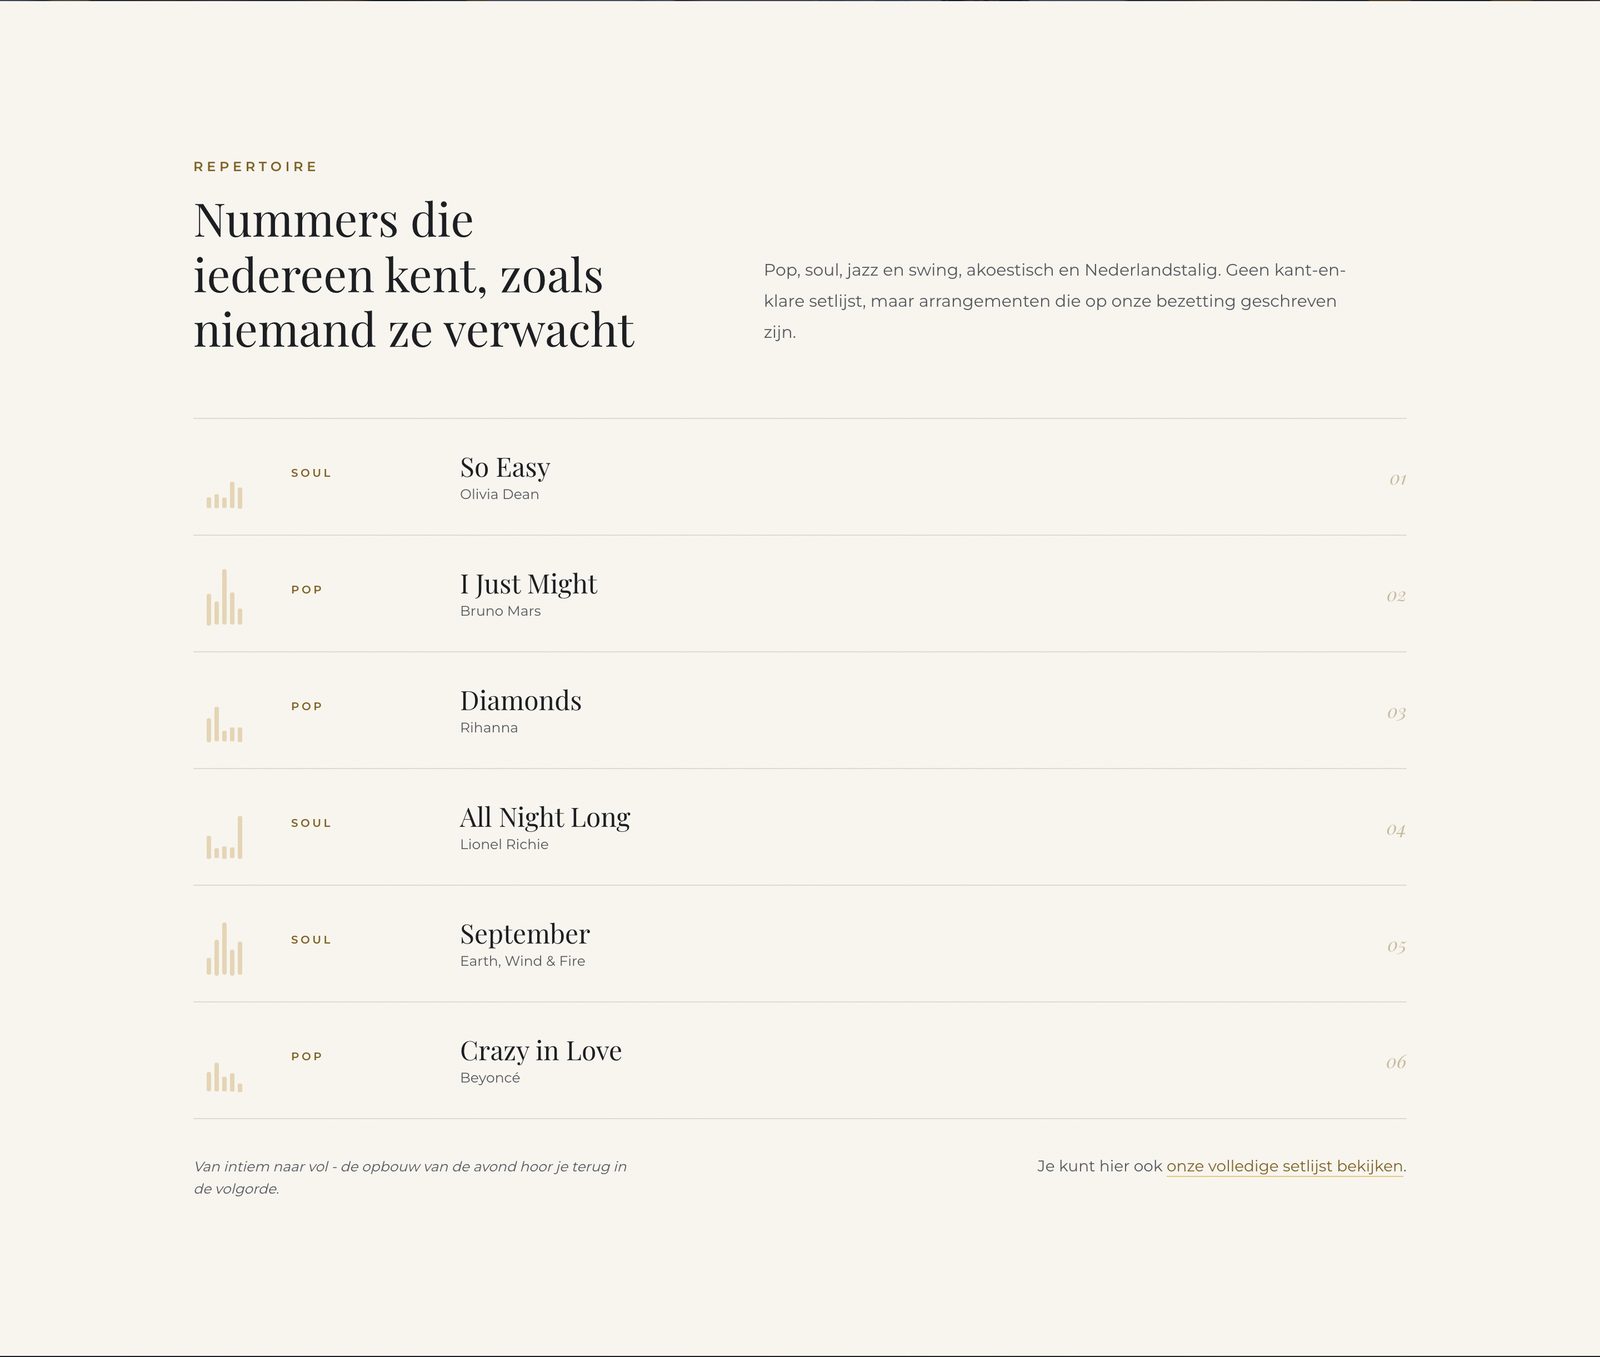 REPERTOIRE
Nummers die
iedereen kent, zoals
niemand ze verwacht
Pop, soul, jazz en swing, akoestisch en Nederlandstalig. Geen kant-en-
klare setlijst, maar arrangementen die op onze bezetting geschreven
zijn.
SOUL
So Easy
Olivia Dean
01
POP
I Just Might
Bruno Mars
02
POP
Diamonds
Rihanna
03
SOUL
All Night Long
Lionel Richie
04
SOUL
September
Earth, Wind & Fire
05
POP
Crazy in Love
Beyoncé
06
Van intiem naar vol - de opbouw van de avond hoor je terug in
de volgorde.
Je kunt hier ook onze volledige setlijst bekijken.